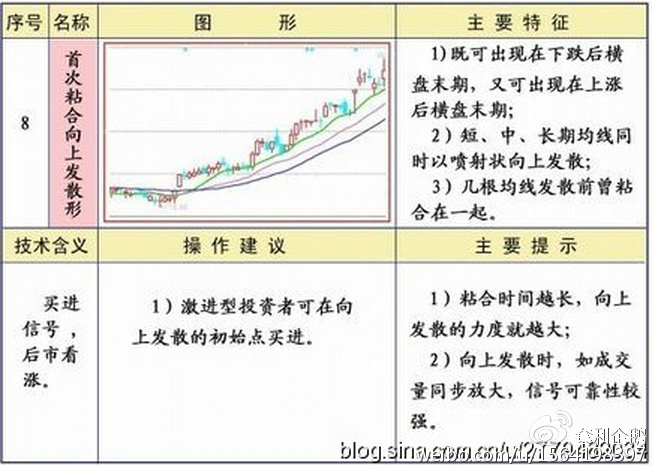 序号
名称
图 形
主 要 特 征
8
首次粘合向上发散形
1)既可出现在下跌后横
盘末期，又可出现在上涨
后横盘末期；
2）短、中、长期均线同
时以喷射状向上发散；
3）几根均线发散前曾粘
合在一起。
技术含义
操 作 建 议
主 要 提 示
买进
信号，
后市看
涨。
1）激进型投资者可在向
上发散的初始点买进。
1）粘合时间越长，向上
发散的力度就越大；
2）向上发散时，如成交
量同步放大，信号可靠性较
强。
套利企鹅